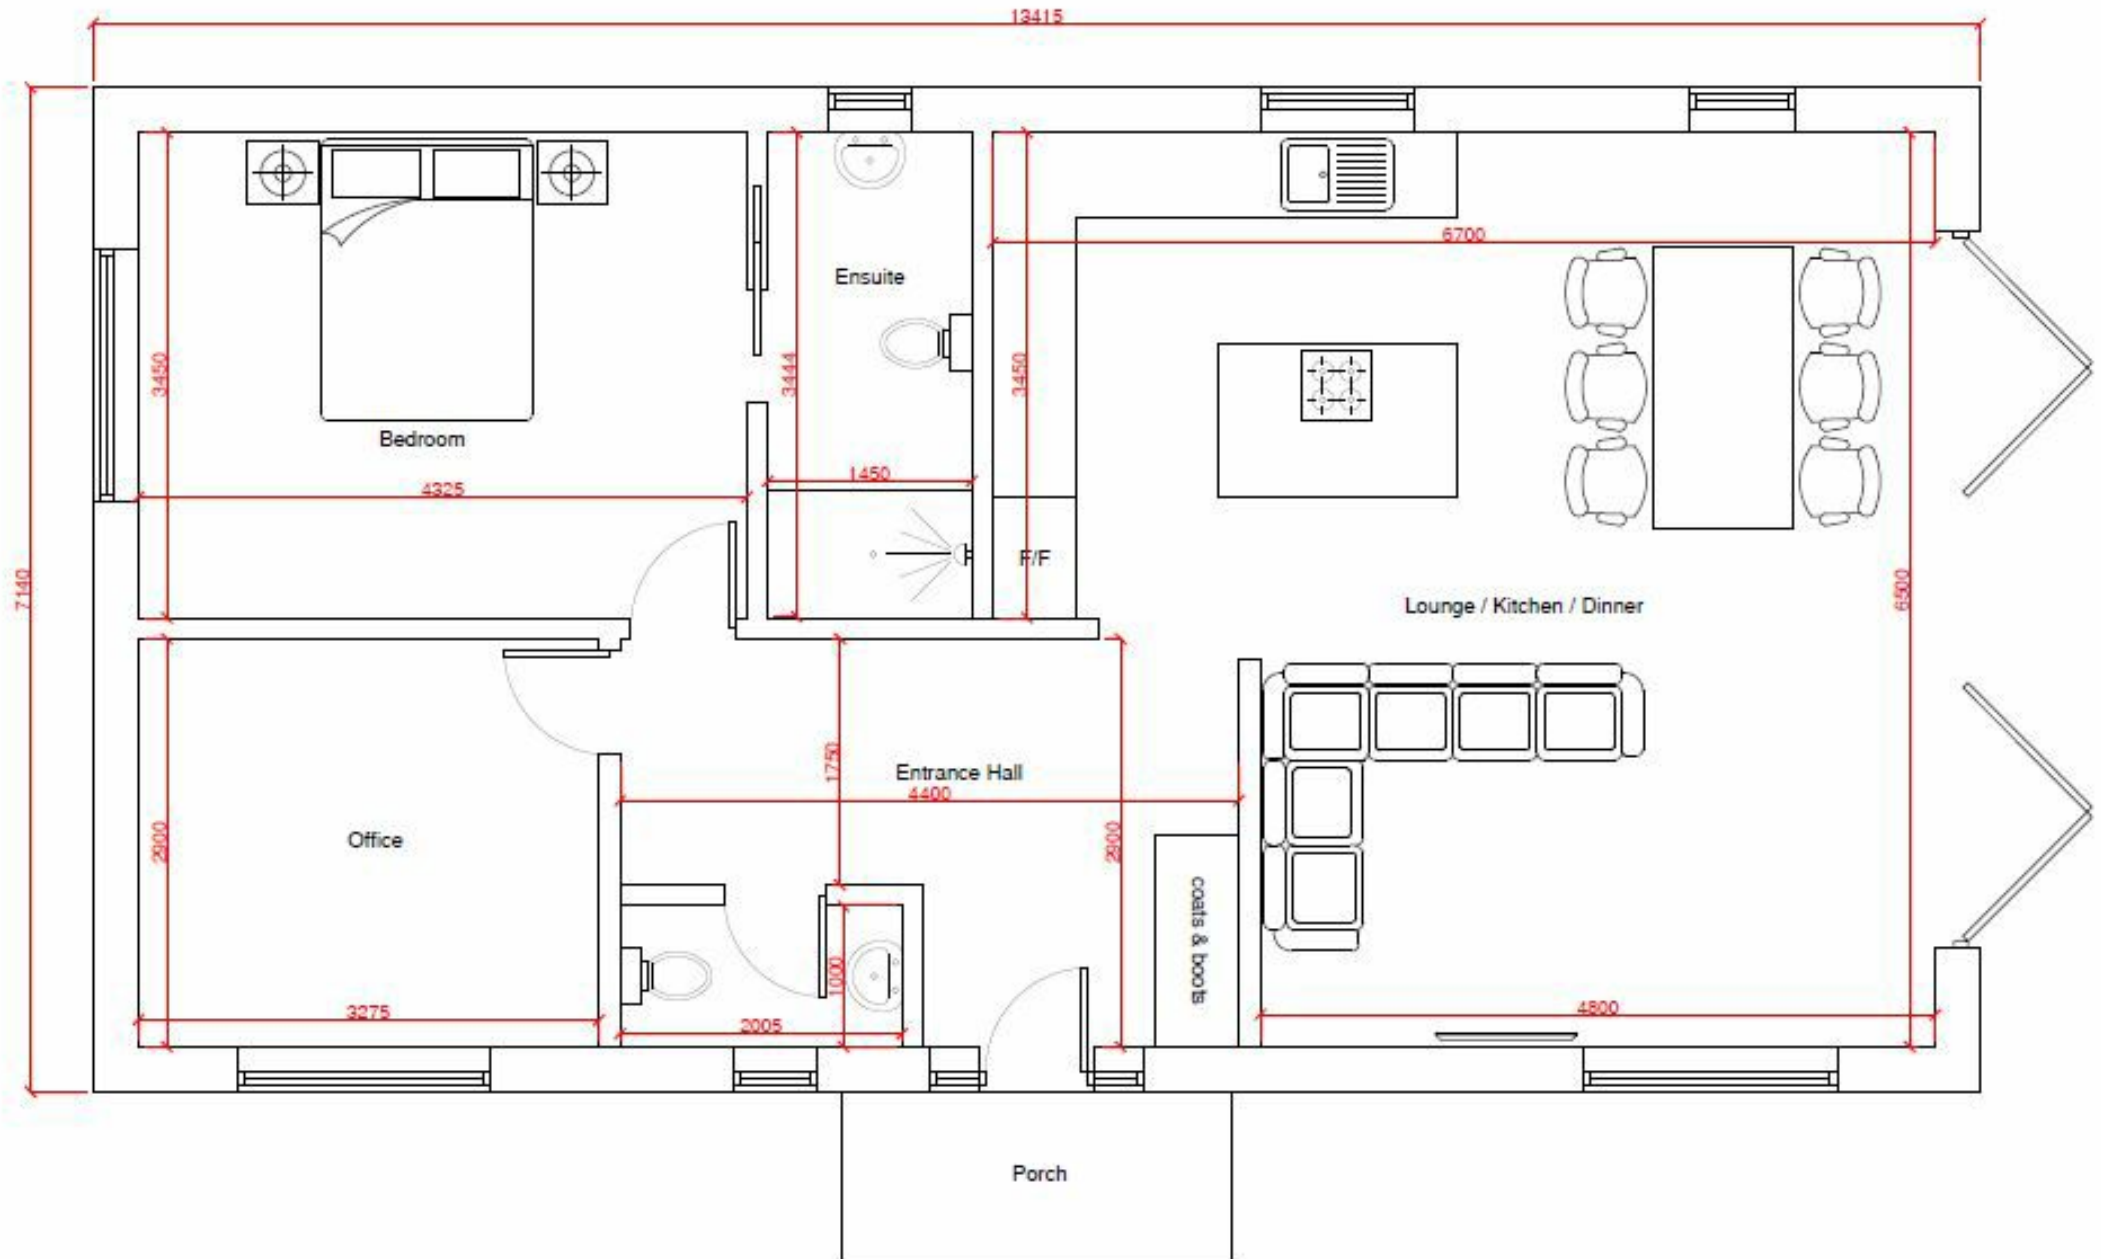 13415
6700
Ensuite
3450
3444
3450
Bedroom
1450
4325
F/F
7140
6500
Lounge / Kitchen / Dinner
1750
Entrance Hall
4400
2900
Office
2900
coats & boots
1000
3275
2005
4800
Porch